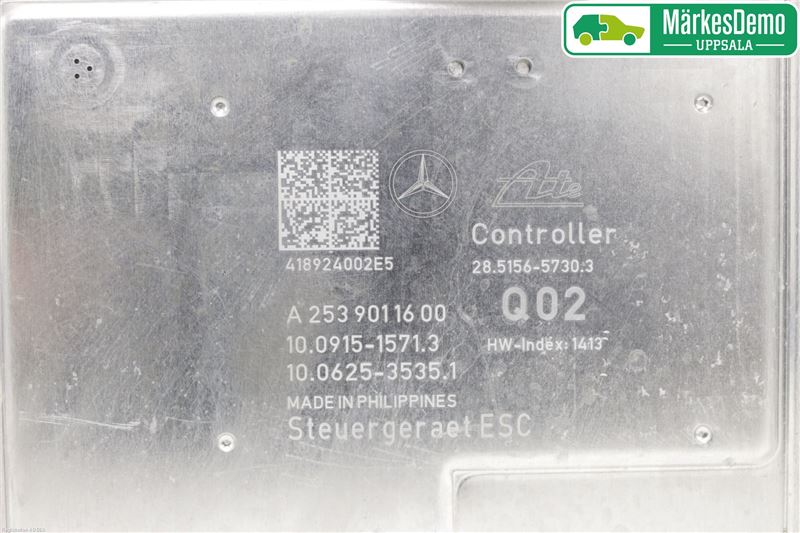 MärkesDemo
UPPSALA
Ate
418924002E5
Controller
28.5156-5730.3
Q02
HW-Index: 1413
A 253 901 16 00
10.0915-1571.3
10.0625-3535.1
MADE IN PHILIPPINES
Steuergeraet ESC